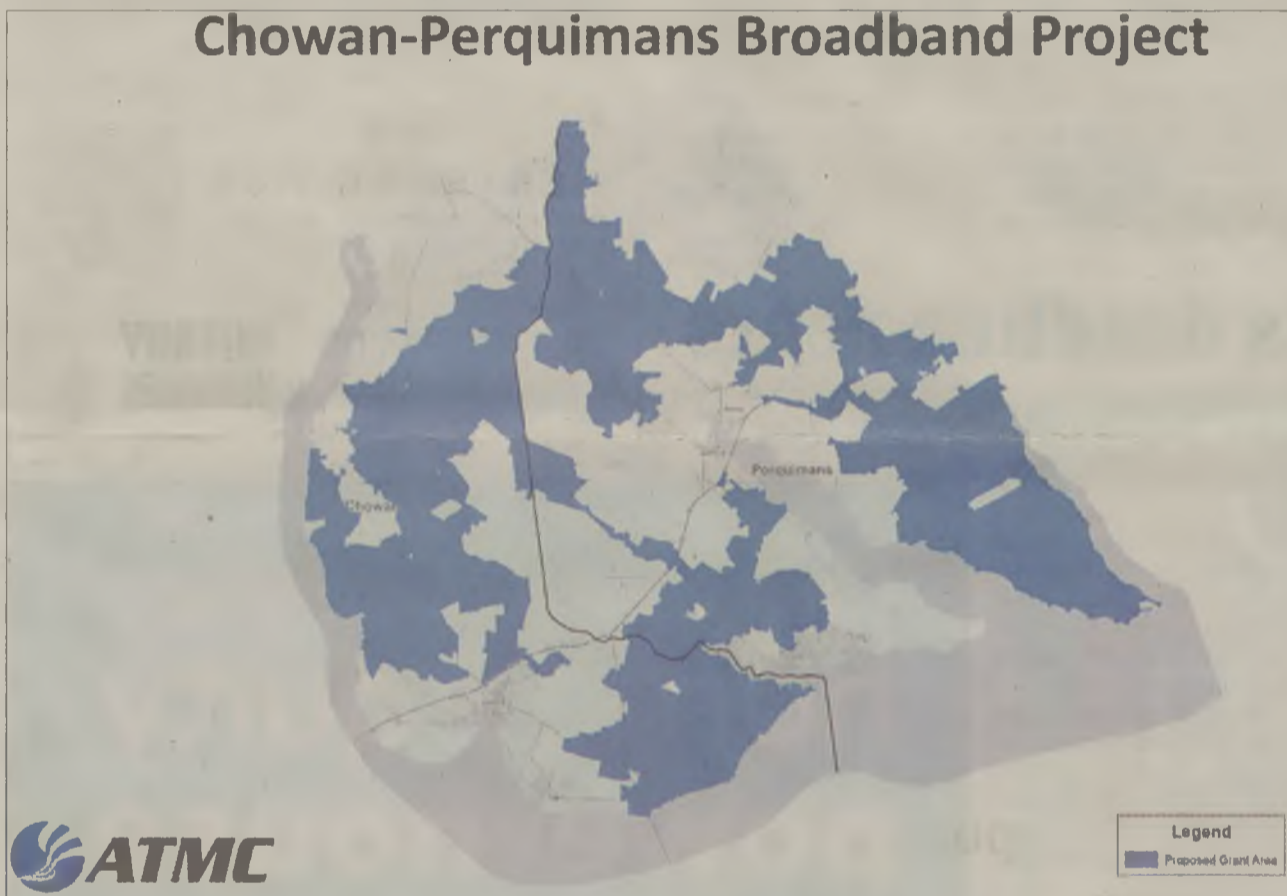 Chowan-Perquimans Broadband Project
Perquimans
Chowan
ATMC
Legend
Proposed Grant Area